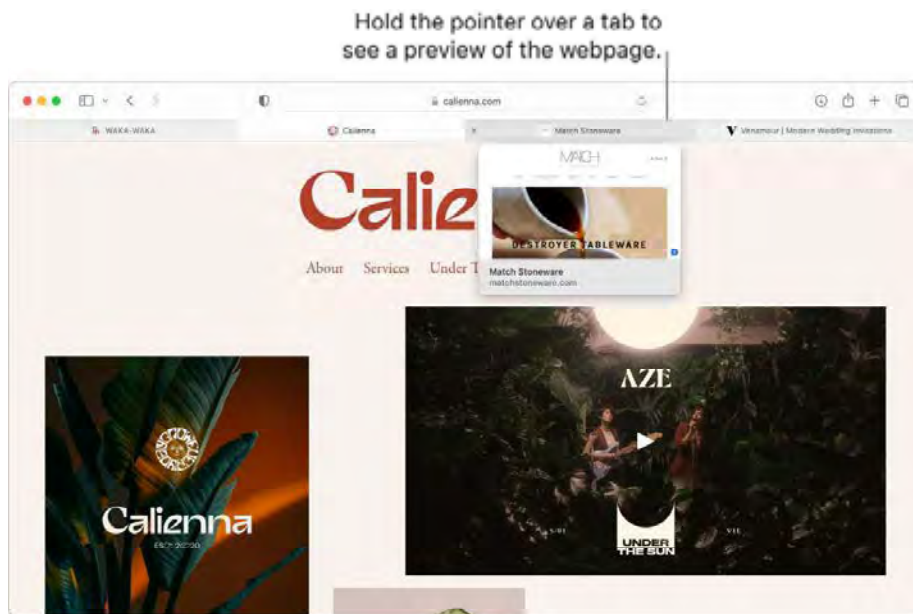 Hold the pointer over a tab to
see a preview of the webpage.
calienna.com
WAKA-WAKA
Calienna
Match Stoneware
V Venamour | Modern Wedding Invitations
MATCH
DESTROYER TABLEWARE
Match Stoneware
matchstoneware.com
Calie
About Services Under T
AZE
Calienna
UNDER
THE SUN